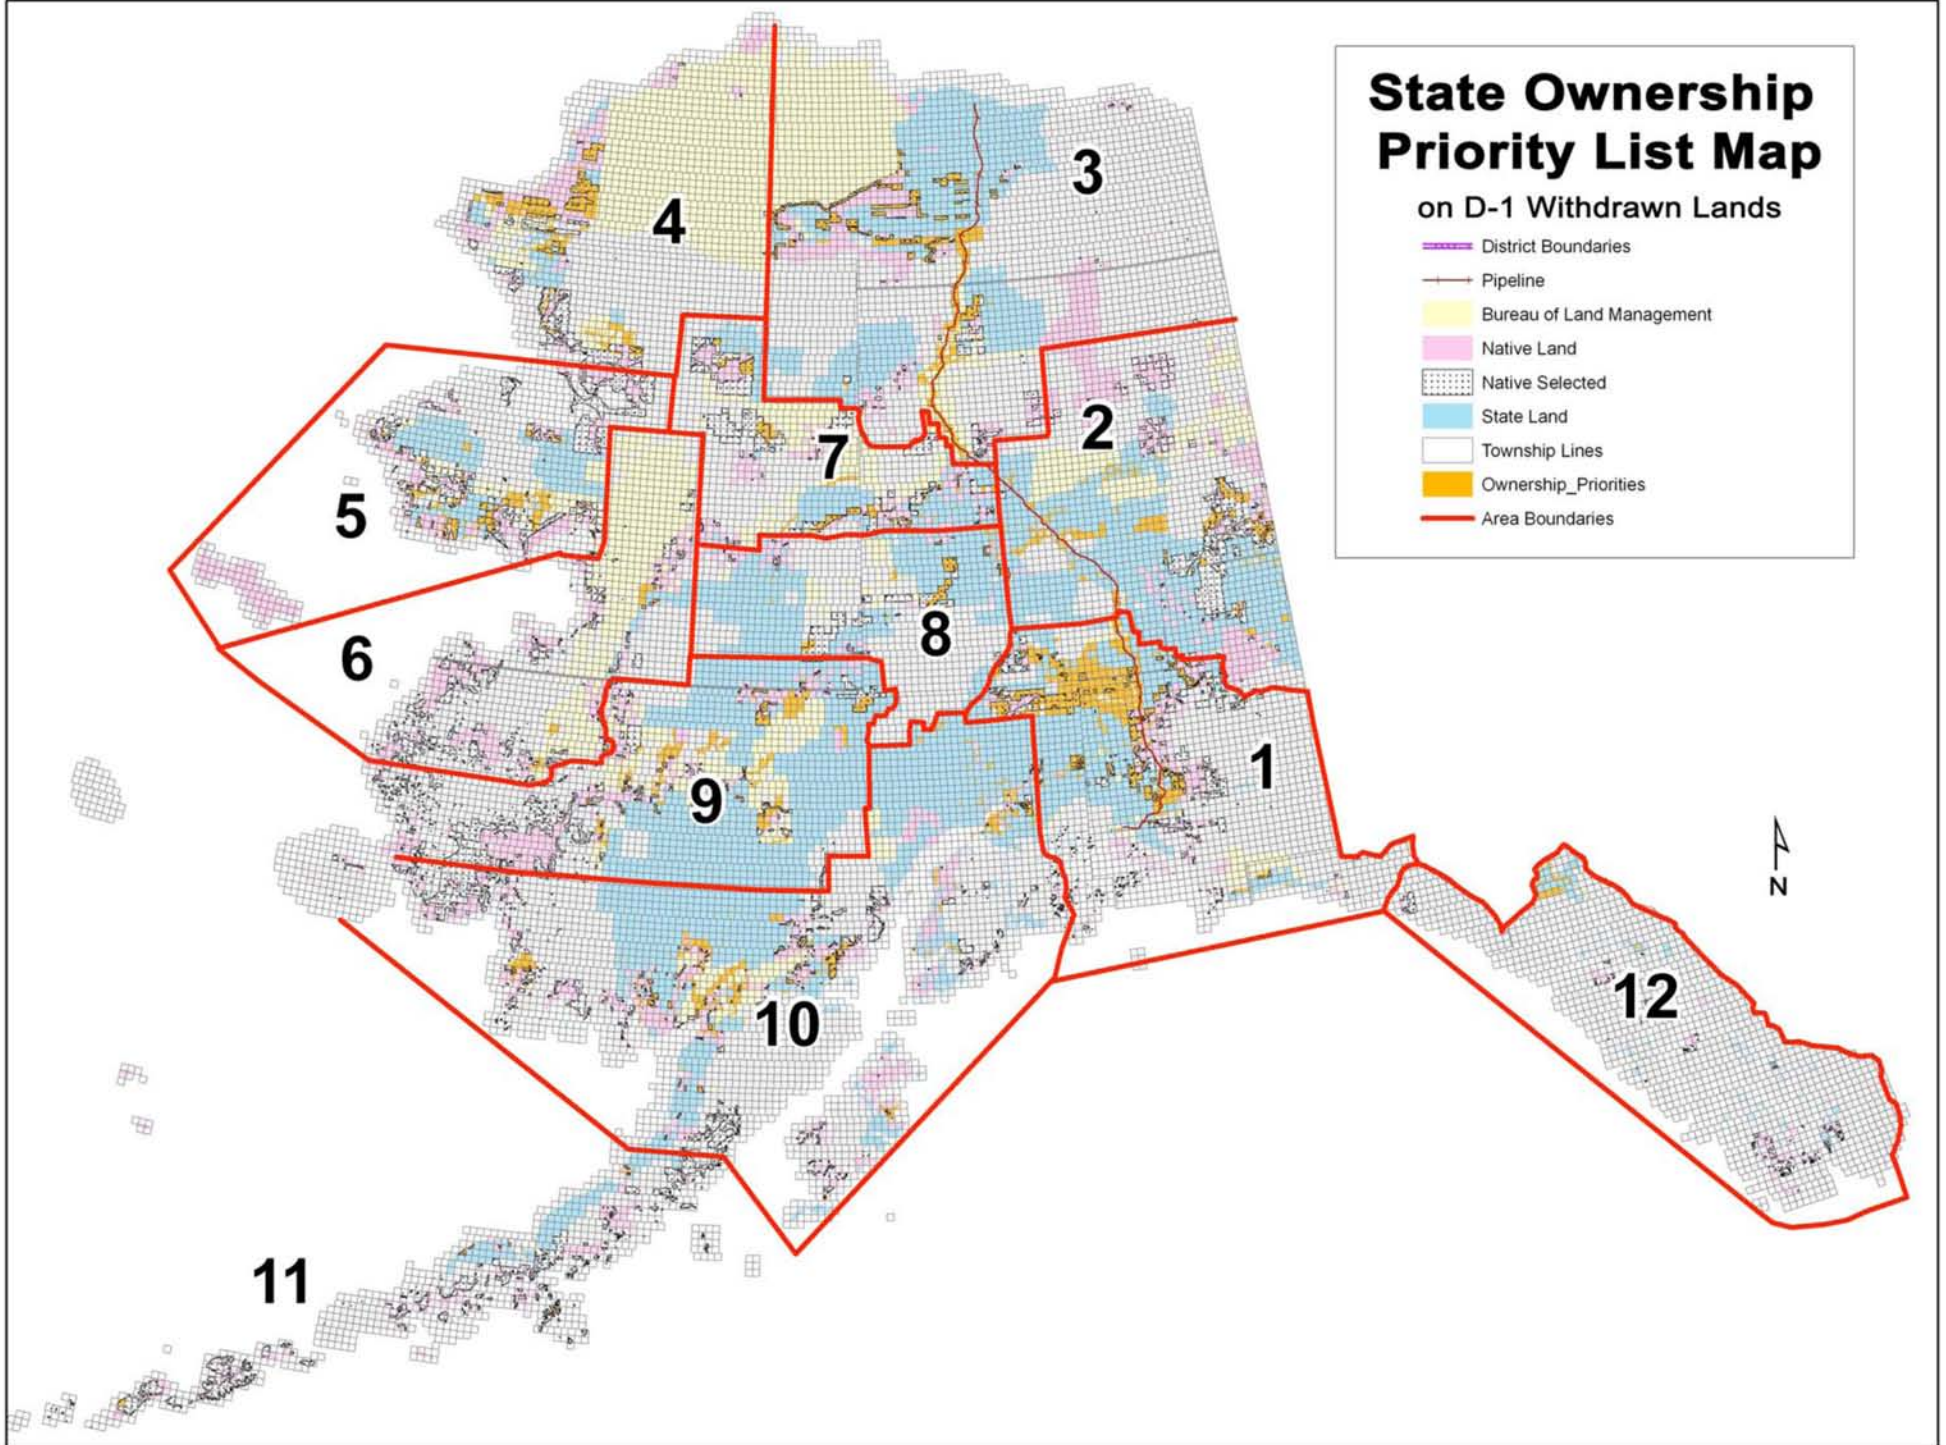 State Ownership
Priority List Map
on D-1 Withdrawn Lands
District Boundaries
Pipeline
Bureau of Land Management
Native Land
Native Selected
State Land
Township Lines
Ownership_Priorities
Area Boundaries
3
4
2
7
5
8
6
1
9
N
12
10
11